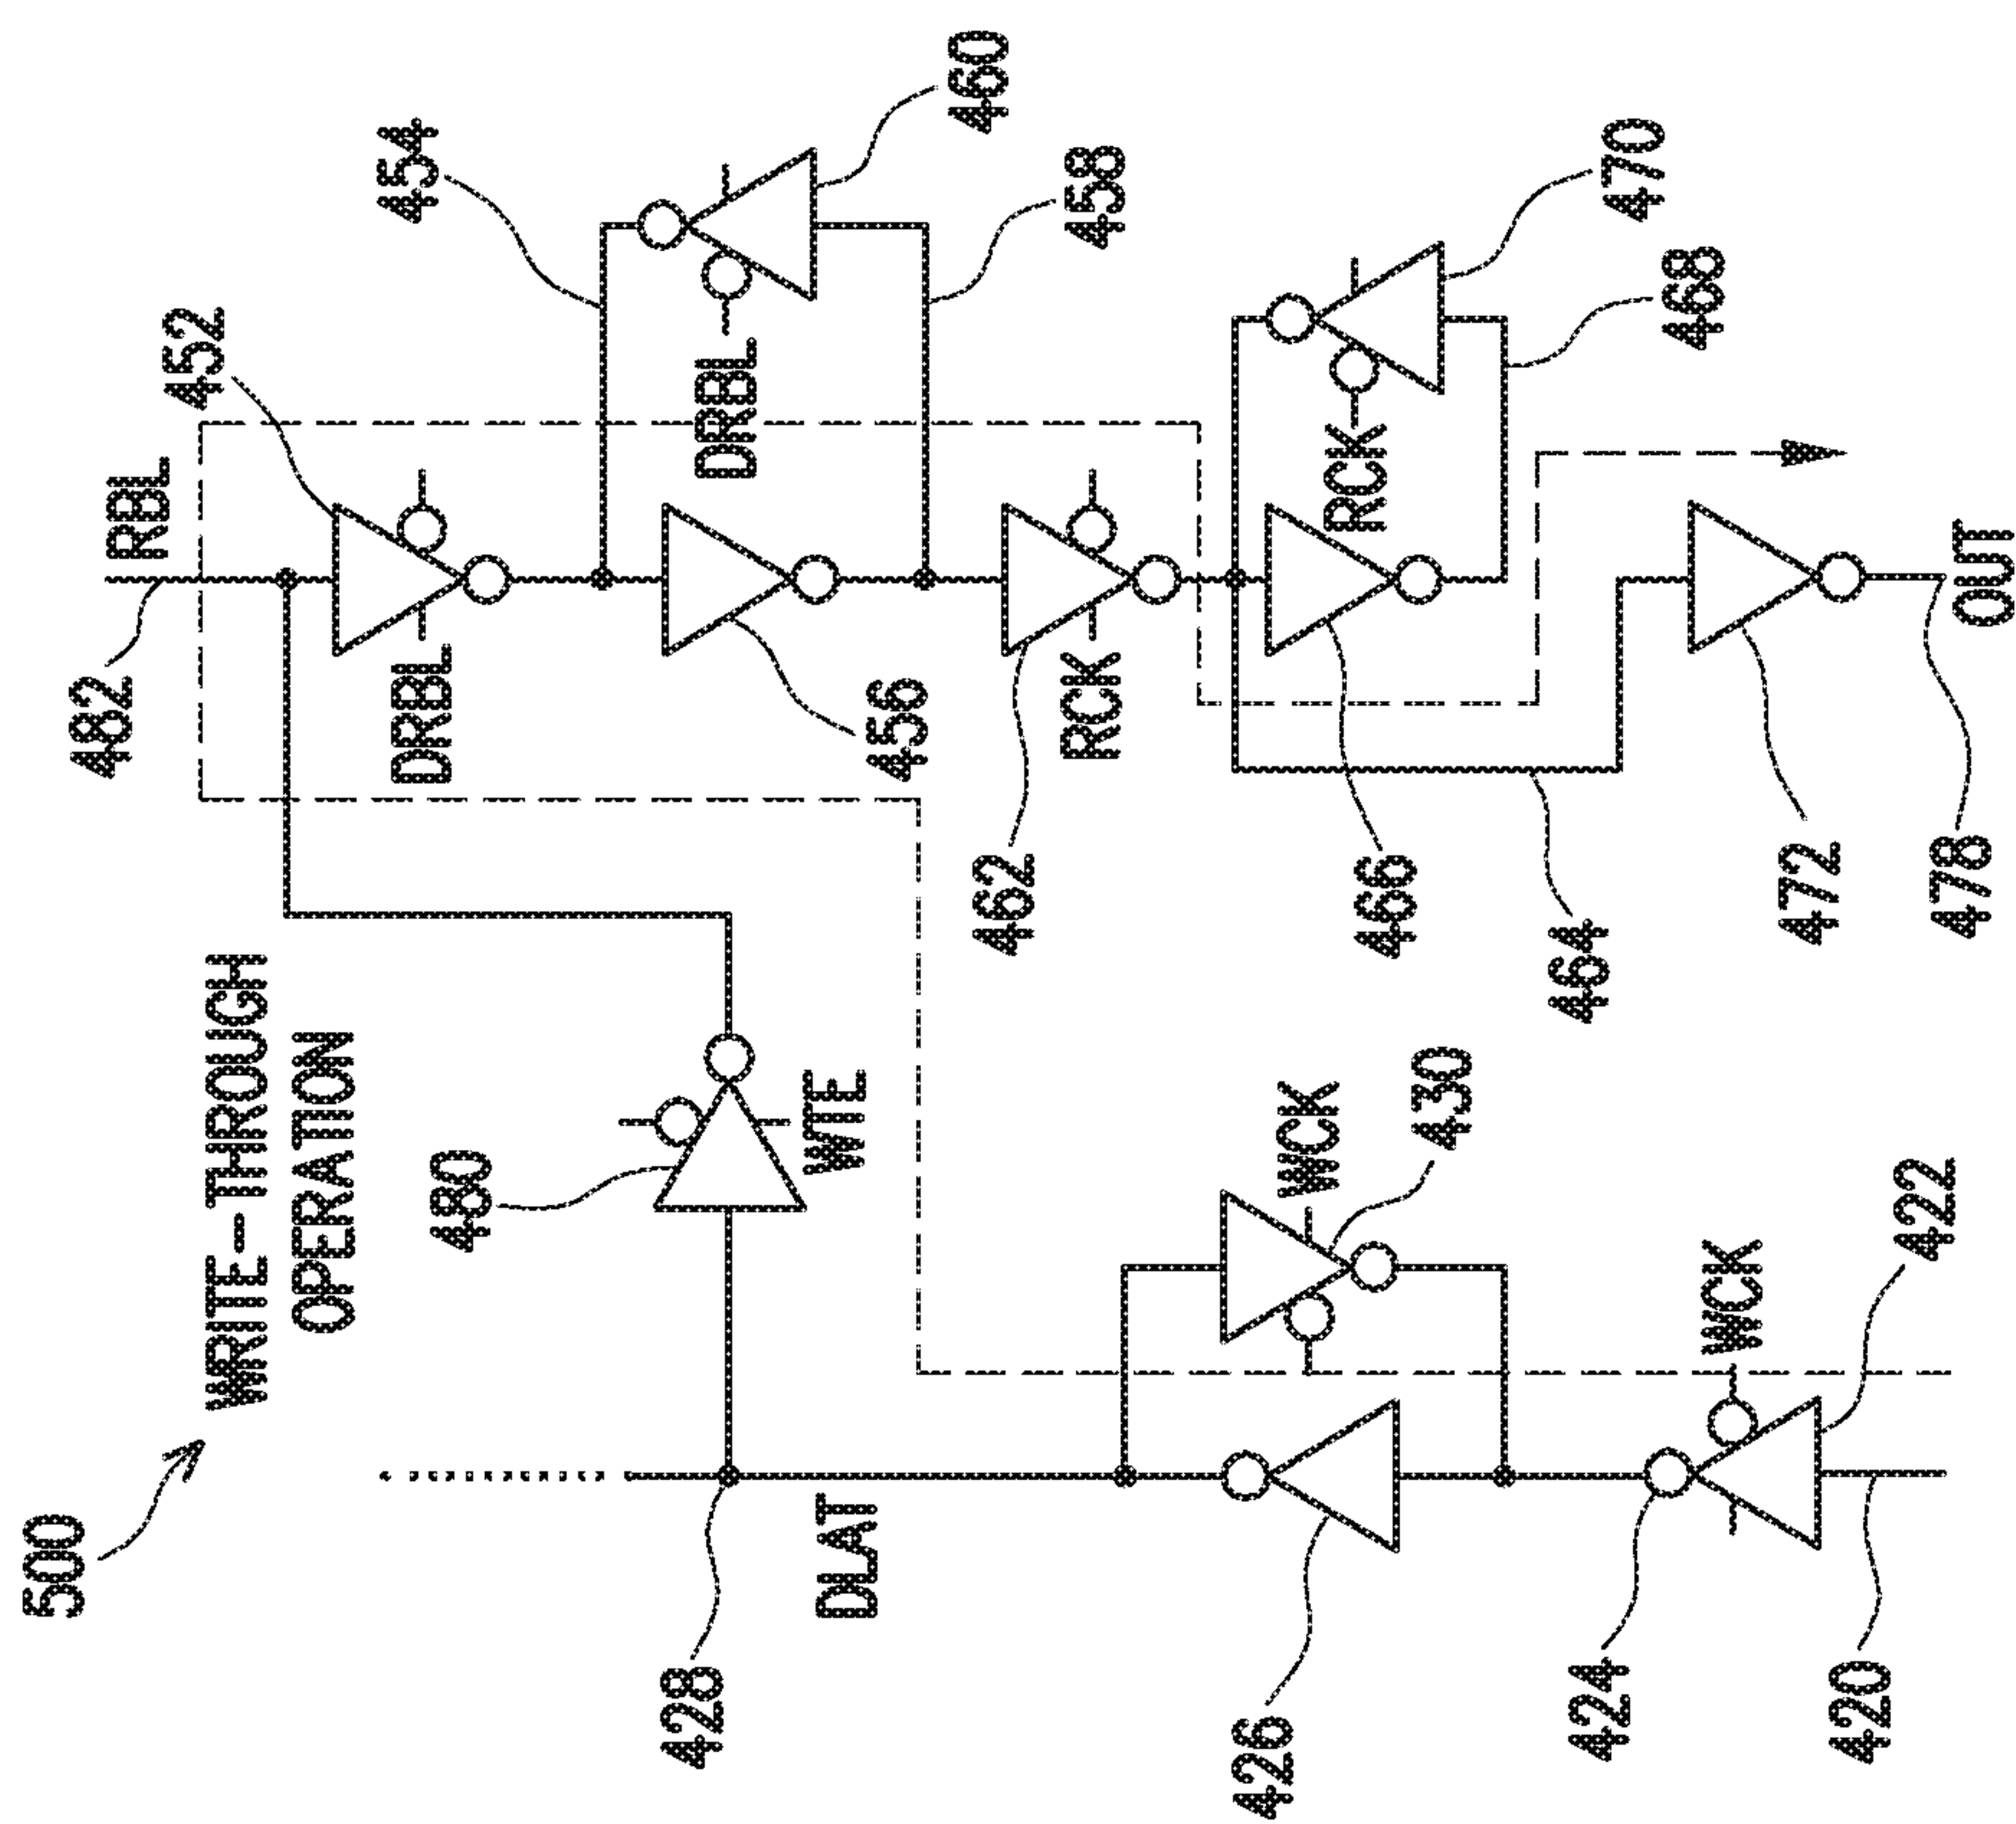 500
482
RBL
452
WRITE-THROUGH
OPERATION
454
DRBL
480
428
DRBL
WTE
DLAT
456
460
462
RCK
458
426
WCK
RCK
466
430
464
424
470
468
WCK
472
420
422
478
OUT